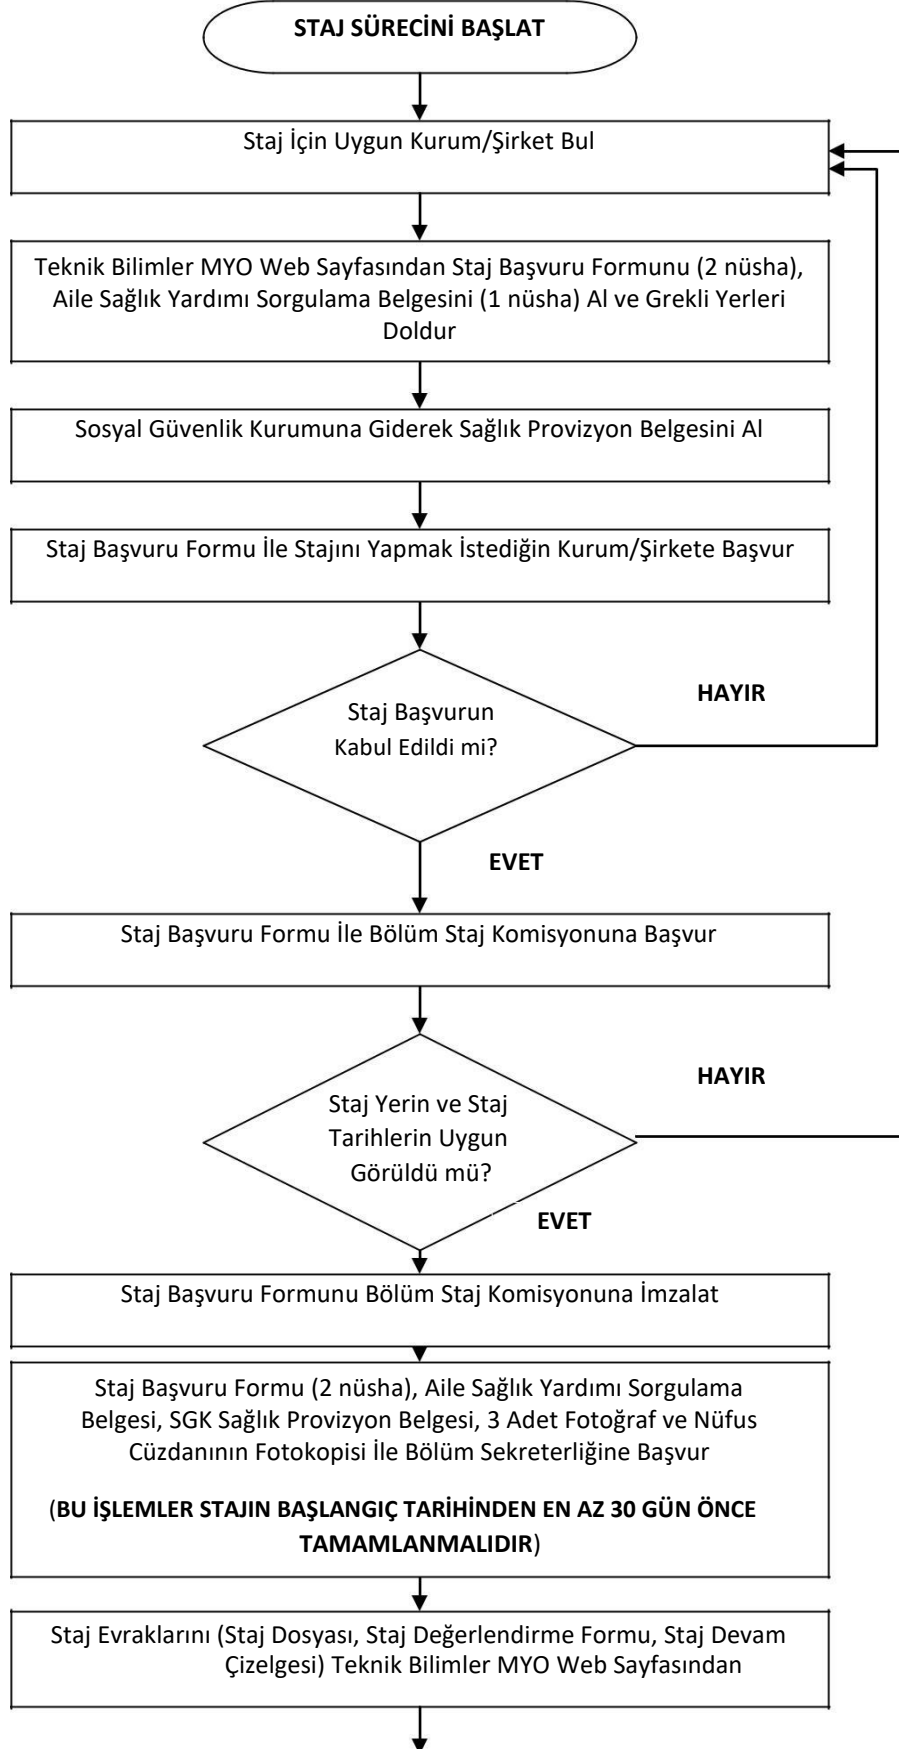 STAJ SÜRECİNİ BAŞLAT
Staj İçin Uygun Kurum/Şirket Bul
Teknik Bilimler MYO Web Sayfasından Staj Başvuru Formunu (2 nüsha),
Aile Sağlık Yardımı Sorgulama Belgesini (1 nüsha) Al ve Grekli Yerleri
Doldur
Sosyal Güvenlik Kurumuna Giderek Sağlık Provizyon Belgesini Al
Staj Başvuru Formu İle Stajını Yapmak İstediğin Kurum/Şirkete Başvur
HAYIR
Staj Başvurun
Kabul Edildi mi?
EVET
Staj Başvuru Formu İle Bölüm Staj Komisyonuna Başvur
HAYIR
Staj Yerin ve Staj
Tarihlerin Uygun
Görüldü mü?
EVET
Staj Başvuru Formunu Bölüm Staj Komisyonuna İmzalat
Staj Başvuru Formu (2 nüsha), Aile Sağlık Yardımı Sorgulama
Belgesi, SGK Sağlık Provizyon Belgesi, 3 Adet Fotoğraf ve Nüfus
Cüzdanının Fotokopisi İle Bölüm Sekreterliğine Başvur
(BU İŞLEMLER STAJIN BAŞLANGIÇ TARİHİNDEN EN AZ 30 GÜN ÖNCE
TAMAMLANMALIDIR)
Staj Evraklarını (Staj Dosyası, Staj Değerlendirme Formu, Staj Devam
Çizelgesi) Teknik Bilimler MYO Web Sayfasından